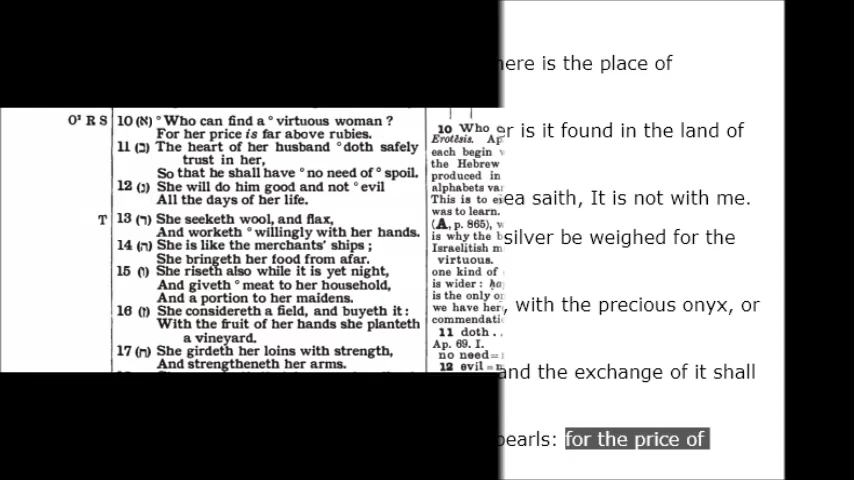 O² R S
10 (א) °Who can find a °virtuous woman?
For her price is far above rubies.
11 (ב) The heart of her husband °doth safely
trust in her,
So that he shall have °no need of °spoil.
12 (ג) She will do him good and not °evil
All the days of her life.
T
13 (ד) She seeketh wool, and flax,
And worketh °willingly with her hands.
14 (ה) She is like the merchants' ships;
She bringeth her food from afar.
15 (ו) She riseth also while it is yet night,
And giveth °meat to her household,
And a portion to her maidens.
16 (ז) She considereth a field, and buyeth it:
With the fruit of her hands she planteth
a vineyard.
17 (ח) She girdeth her loins with strength,
And strengtheneth her arms.
10 Who
Erotēsis. Ap
each begin
the Hebrew
produced in
alphabets va
This is to
was to learn.
(A, p. 865),
is why the
Israelitish
virtuous.
one kind of
is wider:
is the only
we have her
commendati
11 doth . .
Ap. 69. I.
no need=
12 evil=
here is the place of
er is it found in the land of
ea saith, It is not with me.
silver be weighed for the
, with the precious onyx, or
and the exchange of it shall
pearls: for the price of